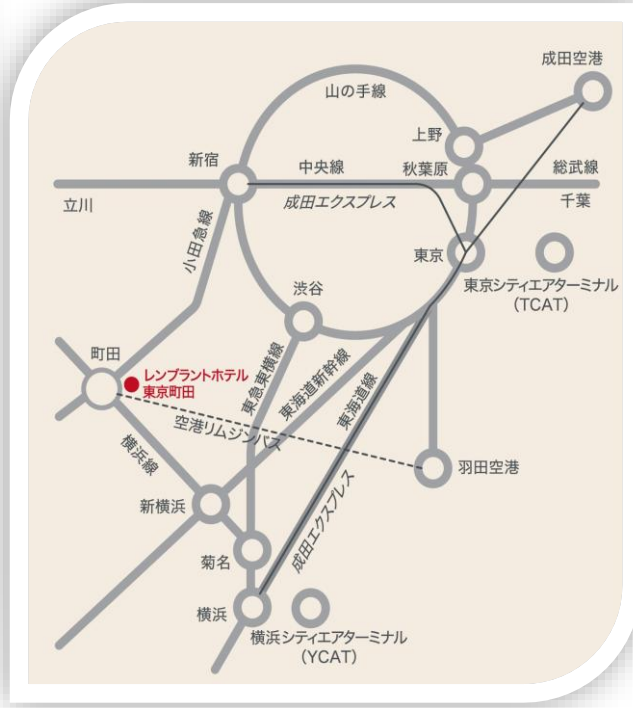 成田空港
山の手線
上野
新宿
中央線
秋葉原
総武線
立川
成田エクスプレス
千葉
小田急線
東京
東京シティエアターミナル
(TCAT)
渋谷
町田
レンブラントホテル
東京町田
東急東横線
東海道新幹線
東海道線
空港リムジンバス
横浜線
羽田空港
新横浜
成田エクスプレス
菊名
横浜
横浜シティエアターミナル
(YCAT)